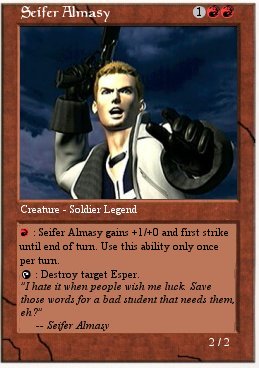 Seifer Almasy 1
Creature - Soldier Legend
: Seifer Almasy gains +1/+0 and first strike
until end of turn. Use this ability only once
per turn.
: Destroy target Esper.
"I hate it when people wish me luck. Save
those words for a bad student that needs them,
eh?"
-- Seifer Almasy
2 / 2